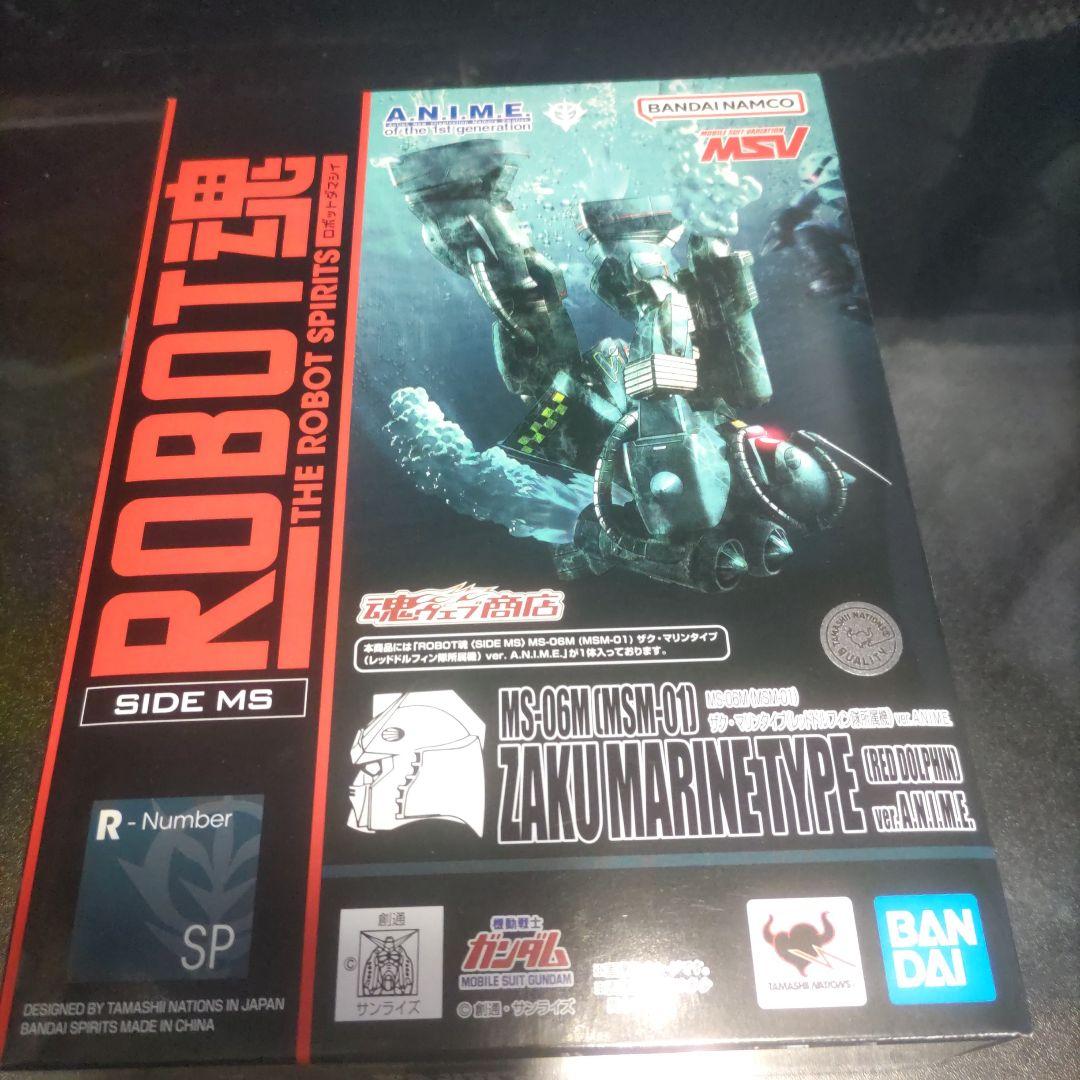 ROBOT魂
THE ROBOT SPIRITS
ロボットダマシイ
SIDE MS
R - Number
SP
DESIGNED BY TAMASHII NATIONS IN JAPAN
BANDAI SPIRITS MADE IN CHINA
A.N.I.M.E.
of the 1st generation
BANDAI NAMCO
MOBILE SUIT VARIATION
MSV
魂ウェブ商店
本商品には「ROBOT魂 〈SIDE MS〉 MS-06M (MSM-01) ザク・マリンタイプ
(レッドドルフィン隊所属機) ver. A.N.I.M.E.」が1体入っております。
TAMASHII NATIONS
QUALITY
MS-06M (MSM-01)
MS-06M (MSM-01)
ザク・マリンタイプ(レッドドルフィン隊所属機) ver. A.N.I.M.E.
ZAKU MARINE TYPE
(RED DOLPHIN)
ver. A.N.I.M.E.
創通
©
サンライズ
機動戦士
ガンダム
MOBILE SUIT GUNDAM
© 創通・サンライズ
TAMASHII NATIONS
BAN
DAI